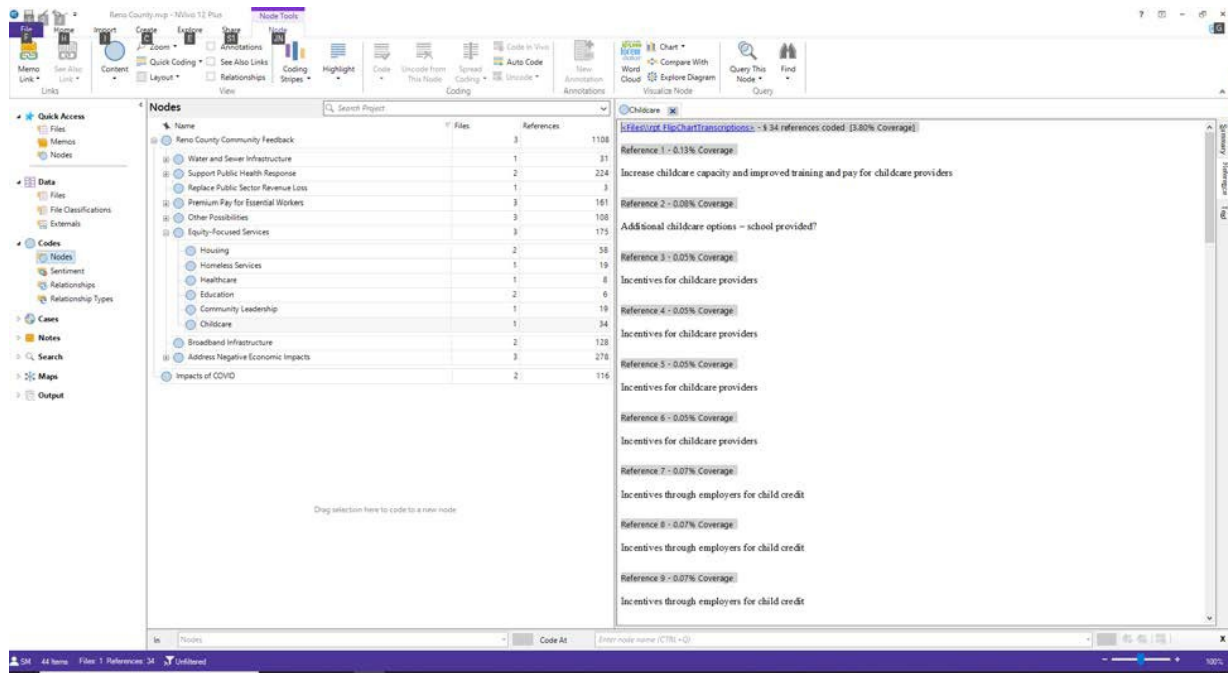 Reno County.nvp - NVivo 12 Plus
Node Tools
File Home Import Create Explore Share Node
F H I C E S1 JN G
Memo Link
See Also Link
Links
Content
Zoom
Quick Coding
Layout
Annotations
See Also Links
Relationships
Coding Stripes
View
Highlight
Code
Uncode from This Node
Spread Coding
Code In Vivo
Auto Code
Uncode
Coding
New Annotation
Annotations
Word Cloud
Chart
Compare With
Explore Diagram
Visualize Node
Query This Node
Find
Query
Quick Access
Files
Memos
Nodes
Data
Files
File Classifications
Externals
Codes
Nodes
Sentiment
Relationships
Relationship Types
Cases
Notes
Search
Maps
Output
Nodes
Search Project
Name Files References
Reno County Community Feedback 3 1108
Water and Sewer Infrastructure 1 31
Support Public Health Response 2 224
Replace Public Sector Revenue Loss 1 3
Premium Pay for Essential Workers 3 161
Other Possibilities 3 108
Equity-Focused Services 3 175
Housing 2 58
Homeless Services 1 19
Healthcare 1 8
Education 2 6
Community Leadership 1 19
Childcare 1 34
Broadband Infrastructure 2 128
Address Negative Economic Impacts 3 278
Impacts of COVID 2 116
Drag selection here to code to a new node
Childcare
<Files\\rpt FlipChartTranscriptions> - § 34 references coded [3.80% Coverage]
Reference 1 - 0.13% Coverage
Increase childcare capacity and improved training and pay for childcare providers
Reference 2 - 0.08% Coverage
Additional childcare options – school provided?
Reference 3 - 0.05% Coverage
Incentives for childcare providers
Reference 4 - 0.05% Coverage
Incentives for childcare providers
Reference 5 - 0.05% Coverage
Incentives for childcare providers
Reference 6 - 0.05% Coverage
Incentives for childcare providers
Reference 7 - 0.07% Coverage
Incentives through employers for child credit
Reference 8 - 0.07% Coverage
Incentives through employers for child credit
Reference 9 - 0.07% Coverage
Incentives through employers for child credit
Summary
Reference
Text
In Nodes
Code At Enter node name (CTRL+Q)
X
SM 44 Items Files: 1 References: 34 Unfiltered
100%